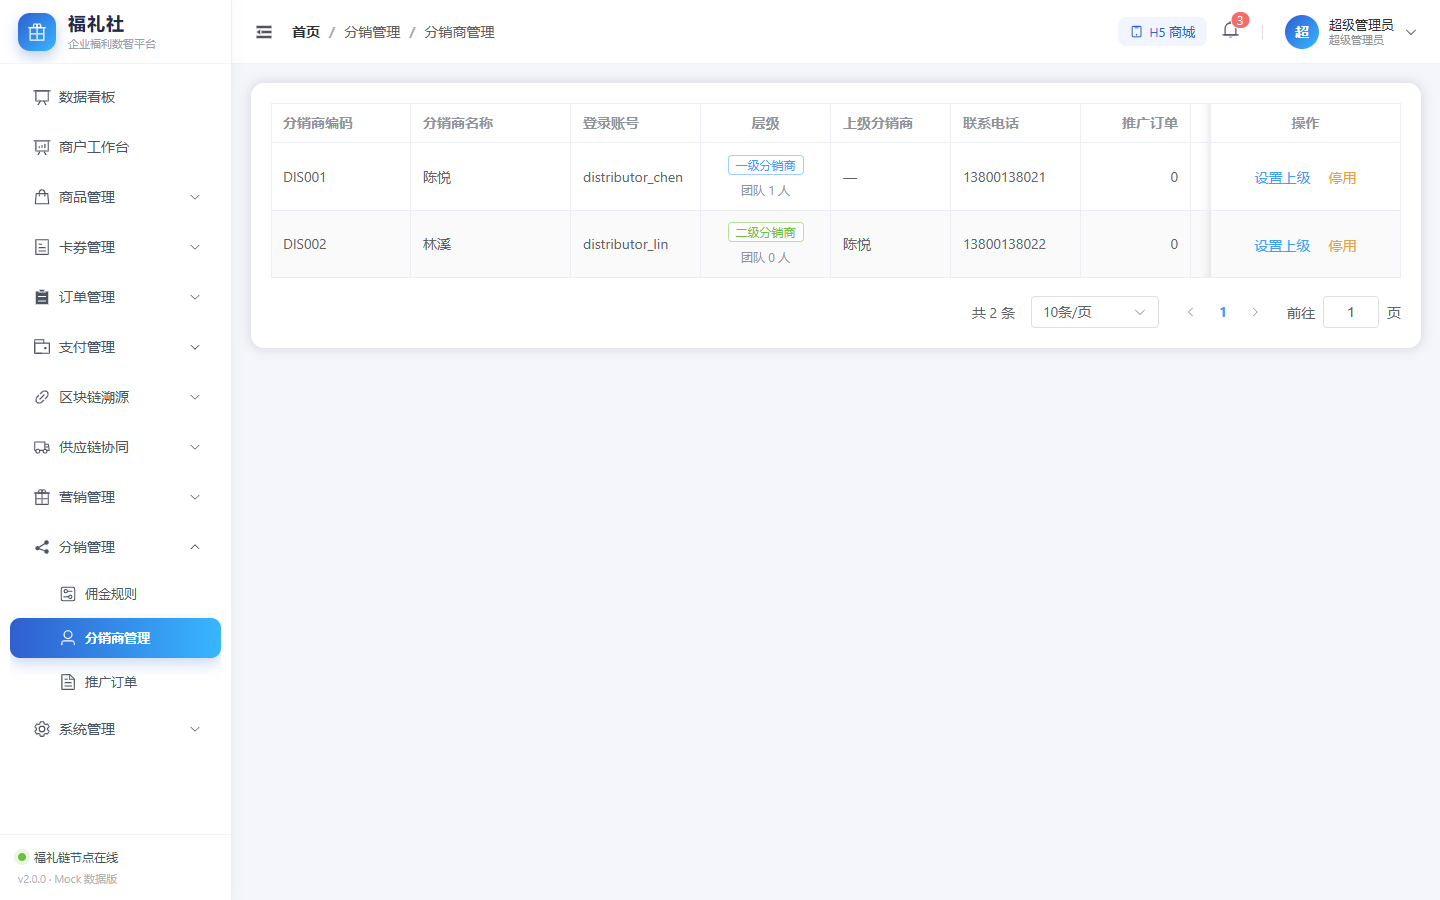 福礼社
企业福利数智平台
首页 / 分销管理 / 分销商管理
H5 商城
3
超
超级管理员
超级管理员
数据看板
商户工作台
商品管理
卡券管理
订单管理
支付管理
区块链溯源
供应链协同
营销管理
分销管理
佣金规则
分销商管理
推广订单
系统管理
福礼链节点在线
v2.0.0 · Mock 数据版
分销商编码 分销商名称 登录账号 层级 上级分销商 联系电话 推广订单 操作
DIS001 陈悦 distributor_chen 一级分销商 团队 1 人 — 13800138021 0 设置上级 停用
DIS002 林溪 distributor_lin 二级分销商 团队 0 人 陈悦 13800138022 0 设置上级 停用
共 2 条 10条/页 1 前往 1 页